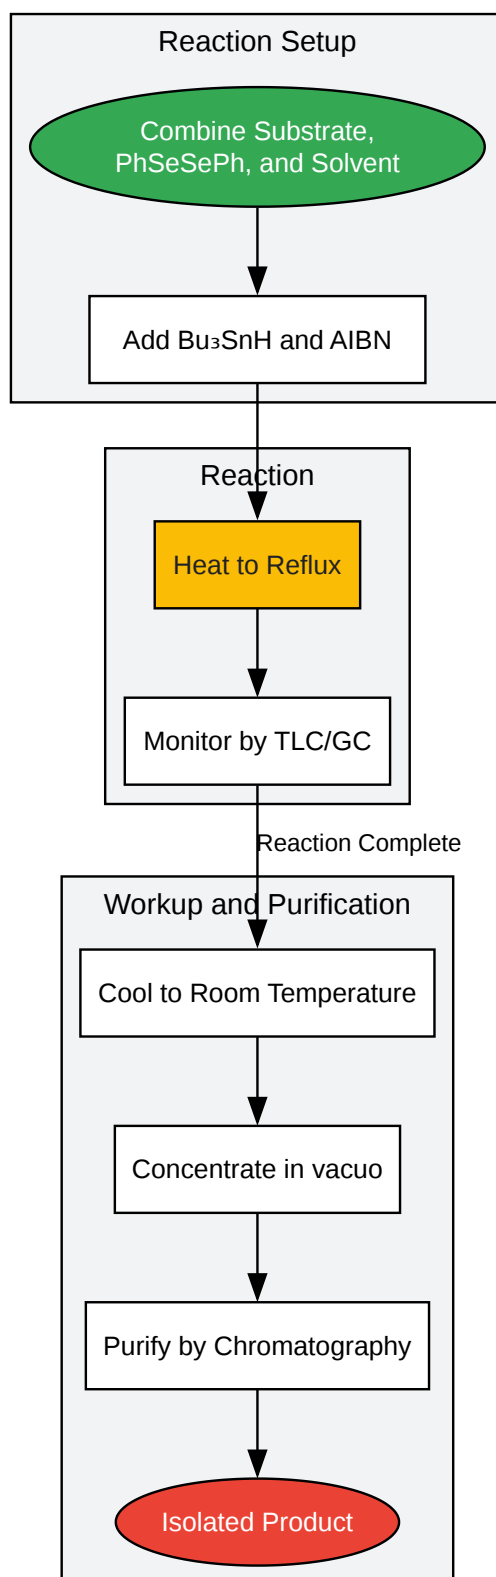 Reaction Setup
Combine Substrate,
PhSeSePh, and Solvent
Add Bu₃SnH and AIBN
Reaction
Heat to Reflux
Monitor by TLC/GC
Reaction Complete
Workup and Purification
Cool to Room Temperature
Concentrate in vacuo
Purify by Chromatography
Isolated Product